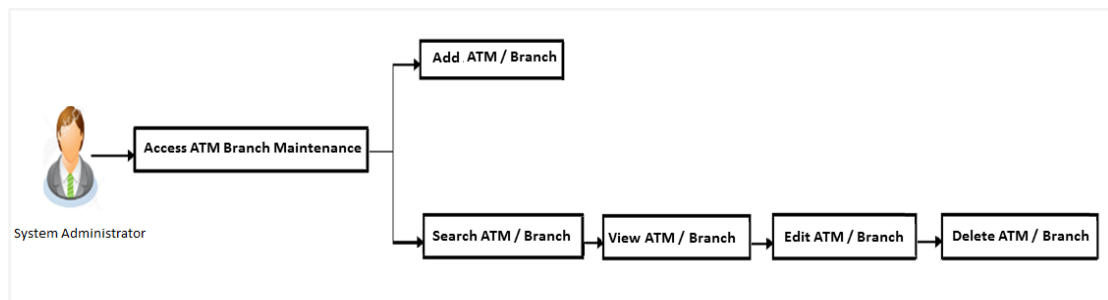 Add ATM / Branch
Access ATM Branch Maintenance
System Administrator
Search ATM / Branch
View ATM / Branch
Edit ATM / Branch
Delete ATM / Branch